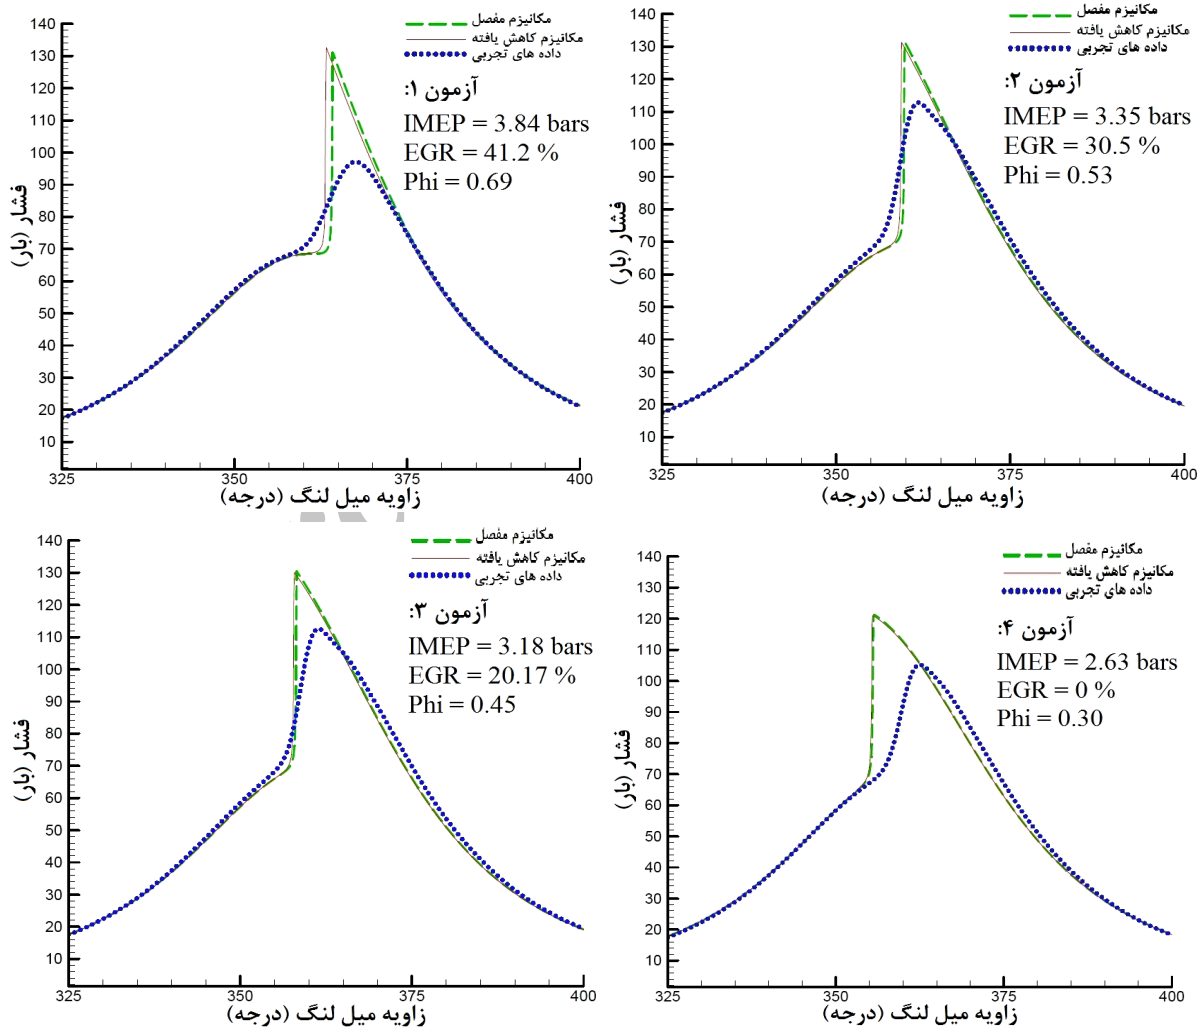 140
130
120
110
100
90
80
70
60
50
40
30
20
10
325
350
375
400
فشار (بار)
زاویه میل لنگ (درجه)
مکانیزم مفصل
مکانیزم کاهش یافته
داده های تجربی
آزمون ۱:
IMEP = 3.84 bars
EGR = 41.2 %
Phi = 0.69
140
130
120
110
100
90
80
70
60
50
40
30
20
10
325
350
375
400
فشار (بار)
زاویه میل لنگ (درجه)
مکانیزم مفصل
مکانیزم کاهش یافته
داده های تجربی
آزمون ۲:
IMEP = 3.35 bars
EGR = 30.5 %
Phi = 0.53
140
130
120
110
100
90
80
70
60
50
40
30
20
10
325
350
375
400
فشار (بار)
زاویه میل لنگ (درجه)
مکانیزم مفصل
مکانیزم کاهش یافته
داده های تجربی
آزمون ۳:
IMEP = 3.18 bars
EGR = 20.17 %
Phi = 0.45
140
130
120
110
100
90
80
70
60
50
40
30
20
10
325
350
375
400
فشار (بار)
زاویه میل لنگ (درجه)
مکانیزم مفصل
مکانیزم کاهش یافته
داده های تجربی
آزمون ۴:
IMEP = 2.63 bars
EGR = 0 %
Phi = 0.30